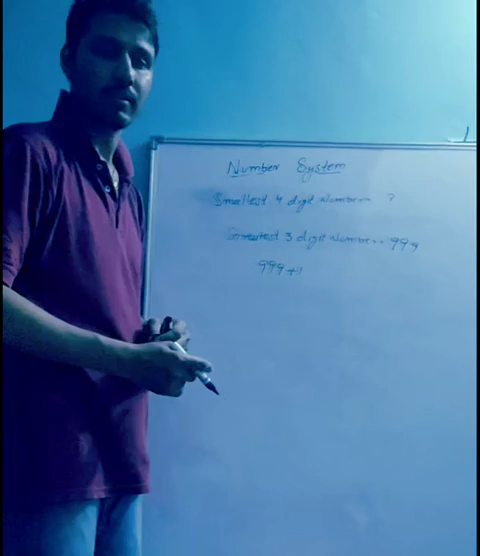 Number System
Smallest 4 digit Number = ?
Greatest 3 digit Number = 999
999+1